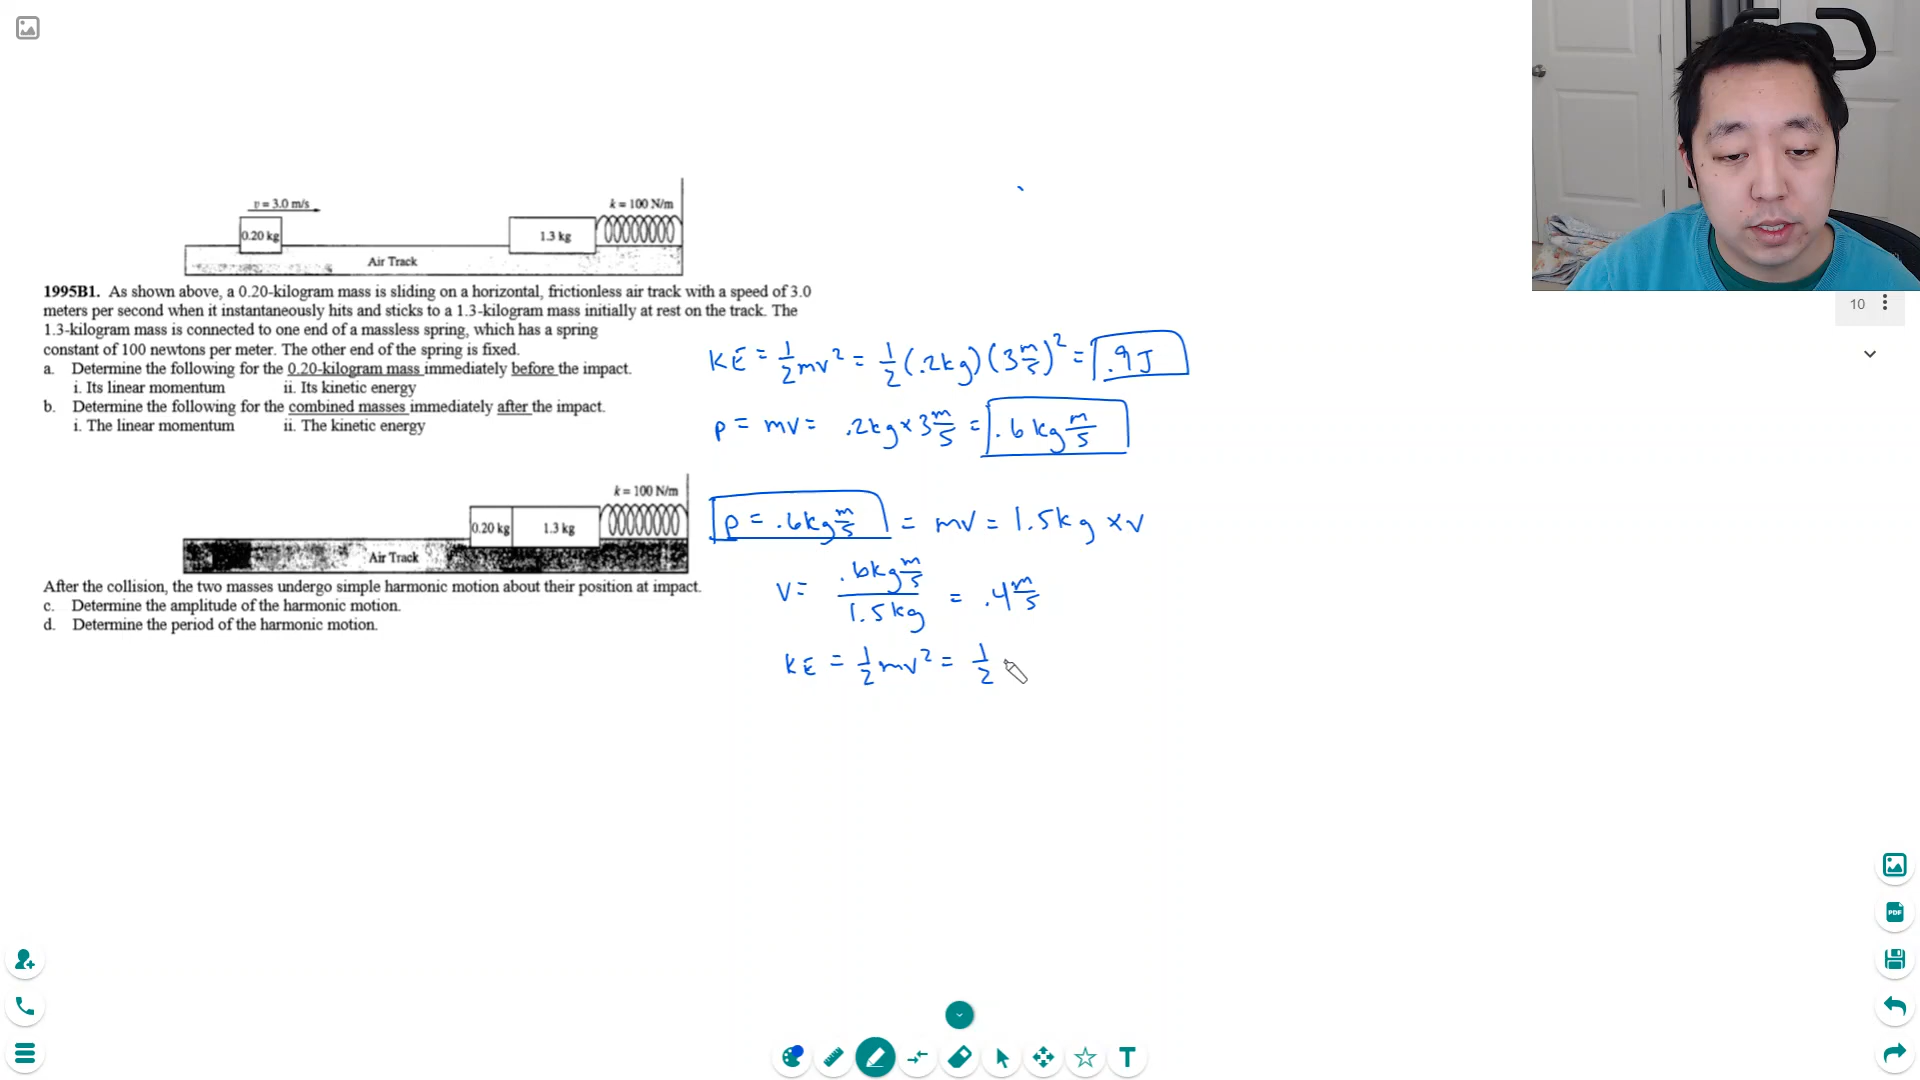 v = 3.0 m/s
k = 100 N/m
0.20 kg
1.3 kg
Air Track
1995B1. As shown above, a 0.20-kilogram mass is sliding on a horizontal, frictionless air track with a speed of 3.0
meters per second when it instantaneously hits and sticks to a 1.3-kilogram mass initially at rest on the track. The
1.3-kilogram mass is connected to one end of a massless spring, which has a spring
constant of 100 newtons per meter. The other end of the spring is fixed.
a. Determine the following for the 0.20-kilogram mass immediately before the impact.
i. Its linear momentum ii. Its kinetic energy
b. Determine the following for the combined masses immediately after the impact.
i. The linear momentum ii. The kinetic energy
k = 100 N/m
0.20 kg
1.3 kg
Air Track
After the collision, the two masses undergo simple harmonic motion about their position at impact.
c. Determine the amplitude of the harmonic motion.
d. Determine the period of the harmonic motion.
KE = 1/2 mv² = 1/2 (.2kg)(3 m/s)² = .9J
p = mv = .2kg × 3 m/s = .6 kg m/s
p = .6kg m/s = mv = 1.5kg × v
v = .6kg m/s / 1.5kg = .4 m/s
KE = 1/2 mv² = 1/2
10
PDF
T